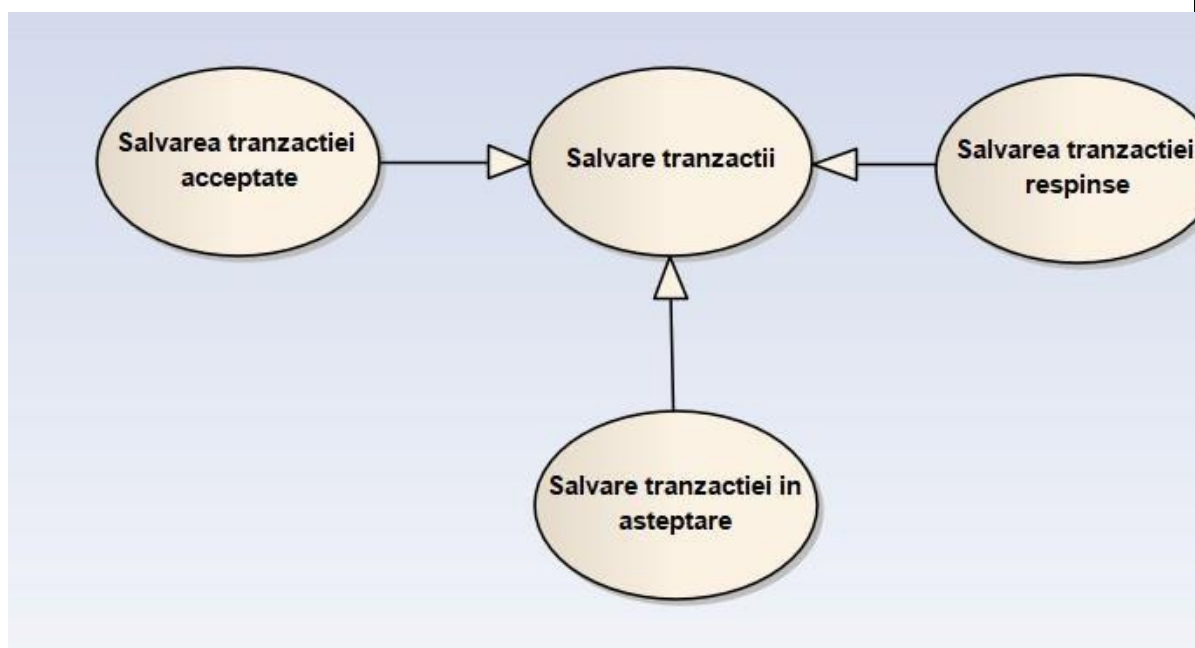 Salvarea tranzactiei
acceptate
Salvare tranzactii
Salvarea tranzactiei
respinse
Salvare tranzactiei in
asteptare